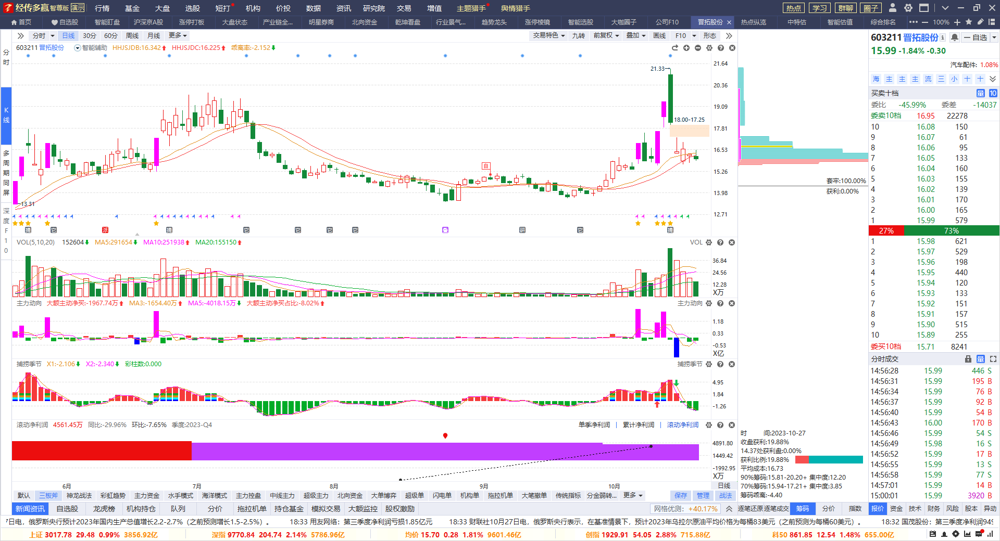 经传多赢 智尊版 演示 行情 基金 大盘 选股 短打 机构 价投 数据 资讯 研究院 交易 增值 主题猎手 舆情猎手 热点 学习 群聊 圈子
首页 自选股 智能盯盘 沪深京A股 涨停打板 大盘状态 产业链全... 明星券商 北向资金 乾坤看盘 行业景气... 趋势龙头 涨停棱镜 智能选股 大咖圈子 公司F10 晋拓股份 热点纵览 中特估 智能估值 综合排名 100%
分时 日线 30分 60分 周线 月线 更多 交易特色 九转 前复权 叠加 画线 F10 形态
603211 晋拓股份 智能辅助 HHJSJDB:16.342 HHJSJDC:16.225 乖离率:-2.152
分时
K线
多周期同屏
深度F10
21.64
20.36
19.09
17.81
16.53
15.26
13.98
12.71
21.33
18.00-17.25
13.31
自
提 它 派 提 它 它 它 它 研 它 提
VOL(5,10,20) 152604 MA5:291654 MA10:251938 MA20:155150 VOL
36.84
24.56
12.28
X万
主力动向 大额主动净买:-1967.74万 MA3:-1654.40万 MA5:-4018.15万 大额主动净买占比:-8.02% 主力动向
1.18
0.33
-0.53
X亿
捕捞季节 X1:-2.106 X2:-2.340 彩柱数:0.000 捕捞季节
4.95
1.84
-1.26
滚动净利润 4561.45万 同比:-29.96% 环比:-7.65% 季度:2023-Q4 单季净利润 累计净利润 滚动净利润
4891.80
1449.42
-1992.95
X万
6月 7月 8月 9月 10月 日线
默认 三板斧 神龙战法 彩虹趋势 主力资金 水手模式 海洋模式 主力控盘 中线主力 超级主力 北向资金 大单博弈 超级单 闪电单 机构单 拖拉机单 大笔撤单 传统指标 分金弱转... 更多 保存 管理 战法
新闻资讯 自选股 龙虎榜 机构持仓 队列 分价 拖拉机单 持仓基金 模拟交易 大额监控 股权激励 网格优测: +40.17%
套牢:100.00%
获利:0.00%
时 间:2023-10-27
收盘获利:19.88%
14.37处获利盘:0.00%
获利比例:19.88%
平均成本:16.73
90%筹码:15.81-20.20+ 集中度:12.20
70%筹码:15.94-17.21+ 集中度:3.85
筹码乖离:-4.40
逐笔还原 逐笔成交 筹码 分价 指数 报价 资金 技术 财务 风险 股本 异动
603211 晋拓股份 自选
15.99 -1.84% -0.30
汽车配件: 1.08%
海 主 主 主 流 三 小 十 十
买卖十档 量 10
委比 -45.99% 委差 -14037
委卖10档 16.95 22278
10 16.08 150
9 16.07 61
8 16.06 95
7 16.05 133
6 16.04 160
5 16.03 155
4 16.02 139
3 16.01 170
2 16.00 165
1 15.99 579
27% 73%
1 15.98 621
2 15.97 529
3 15.96 198
4 15.95 440
5 15.94 120
6 15.93 133
7 15.92 151
8 15.91 157
9 15.90 515
10 15.89 255
委买10档 15.71 8241
分时成交 量
14:56:28 15.99 446 S
14:56:31 15.99 195 B
14:56:34 15.99 76 B
14:56:37 15.99 92 B
14:56:40 15.99 54 B
14:56:43 16.00 170 B
14:56:46 15.99 54 S
14:56:49 15.98 16 S
14:56:52 15.99 17 B
14:56:55 15.99 13 S
14:56:58 15.99 77 S
14:57:01 15.99 14 B
15:00:01 15.99 3920 B
7日电，俄罗斯央行预计2023年国内生产总值增长2.2-2.7%（之前预测增长1.5-2.5%）。 18:33 用友网络：第三季度净利润亏损1.85亿元 18:33 财联社10月27日电，俄罗斯央行表示，在基准情景下，预计2023年乌拉尔原油平均价格为每桶83美元（之前预测为每桶60美元）。 18:32 国茂股份：第三季度净利润949
上证 3017.78 29.48 0.99% 3856.92亿 深指 9770.84 204.74 2.14% 5786.96亿 均价 15.70 0.28 1.81% 9601.46亿 创指 1929.91 54.05 2.88% 715.88亿 科50 861.85 12.54 1.48% 655.00亿